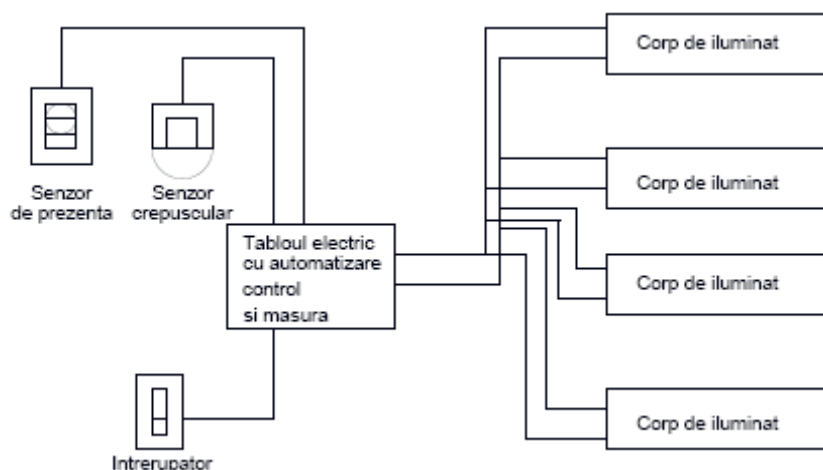 Corp de iluminat
Senzor
de prezenta
Senzor
crepuscular
Corp de iluminat
Tabloul electric
cu automatizare
control
si masura
Corp de iluminat
Corp de iluminat
Intrerupator